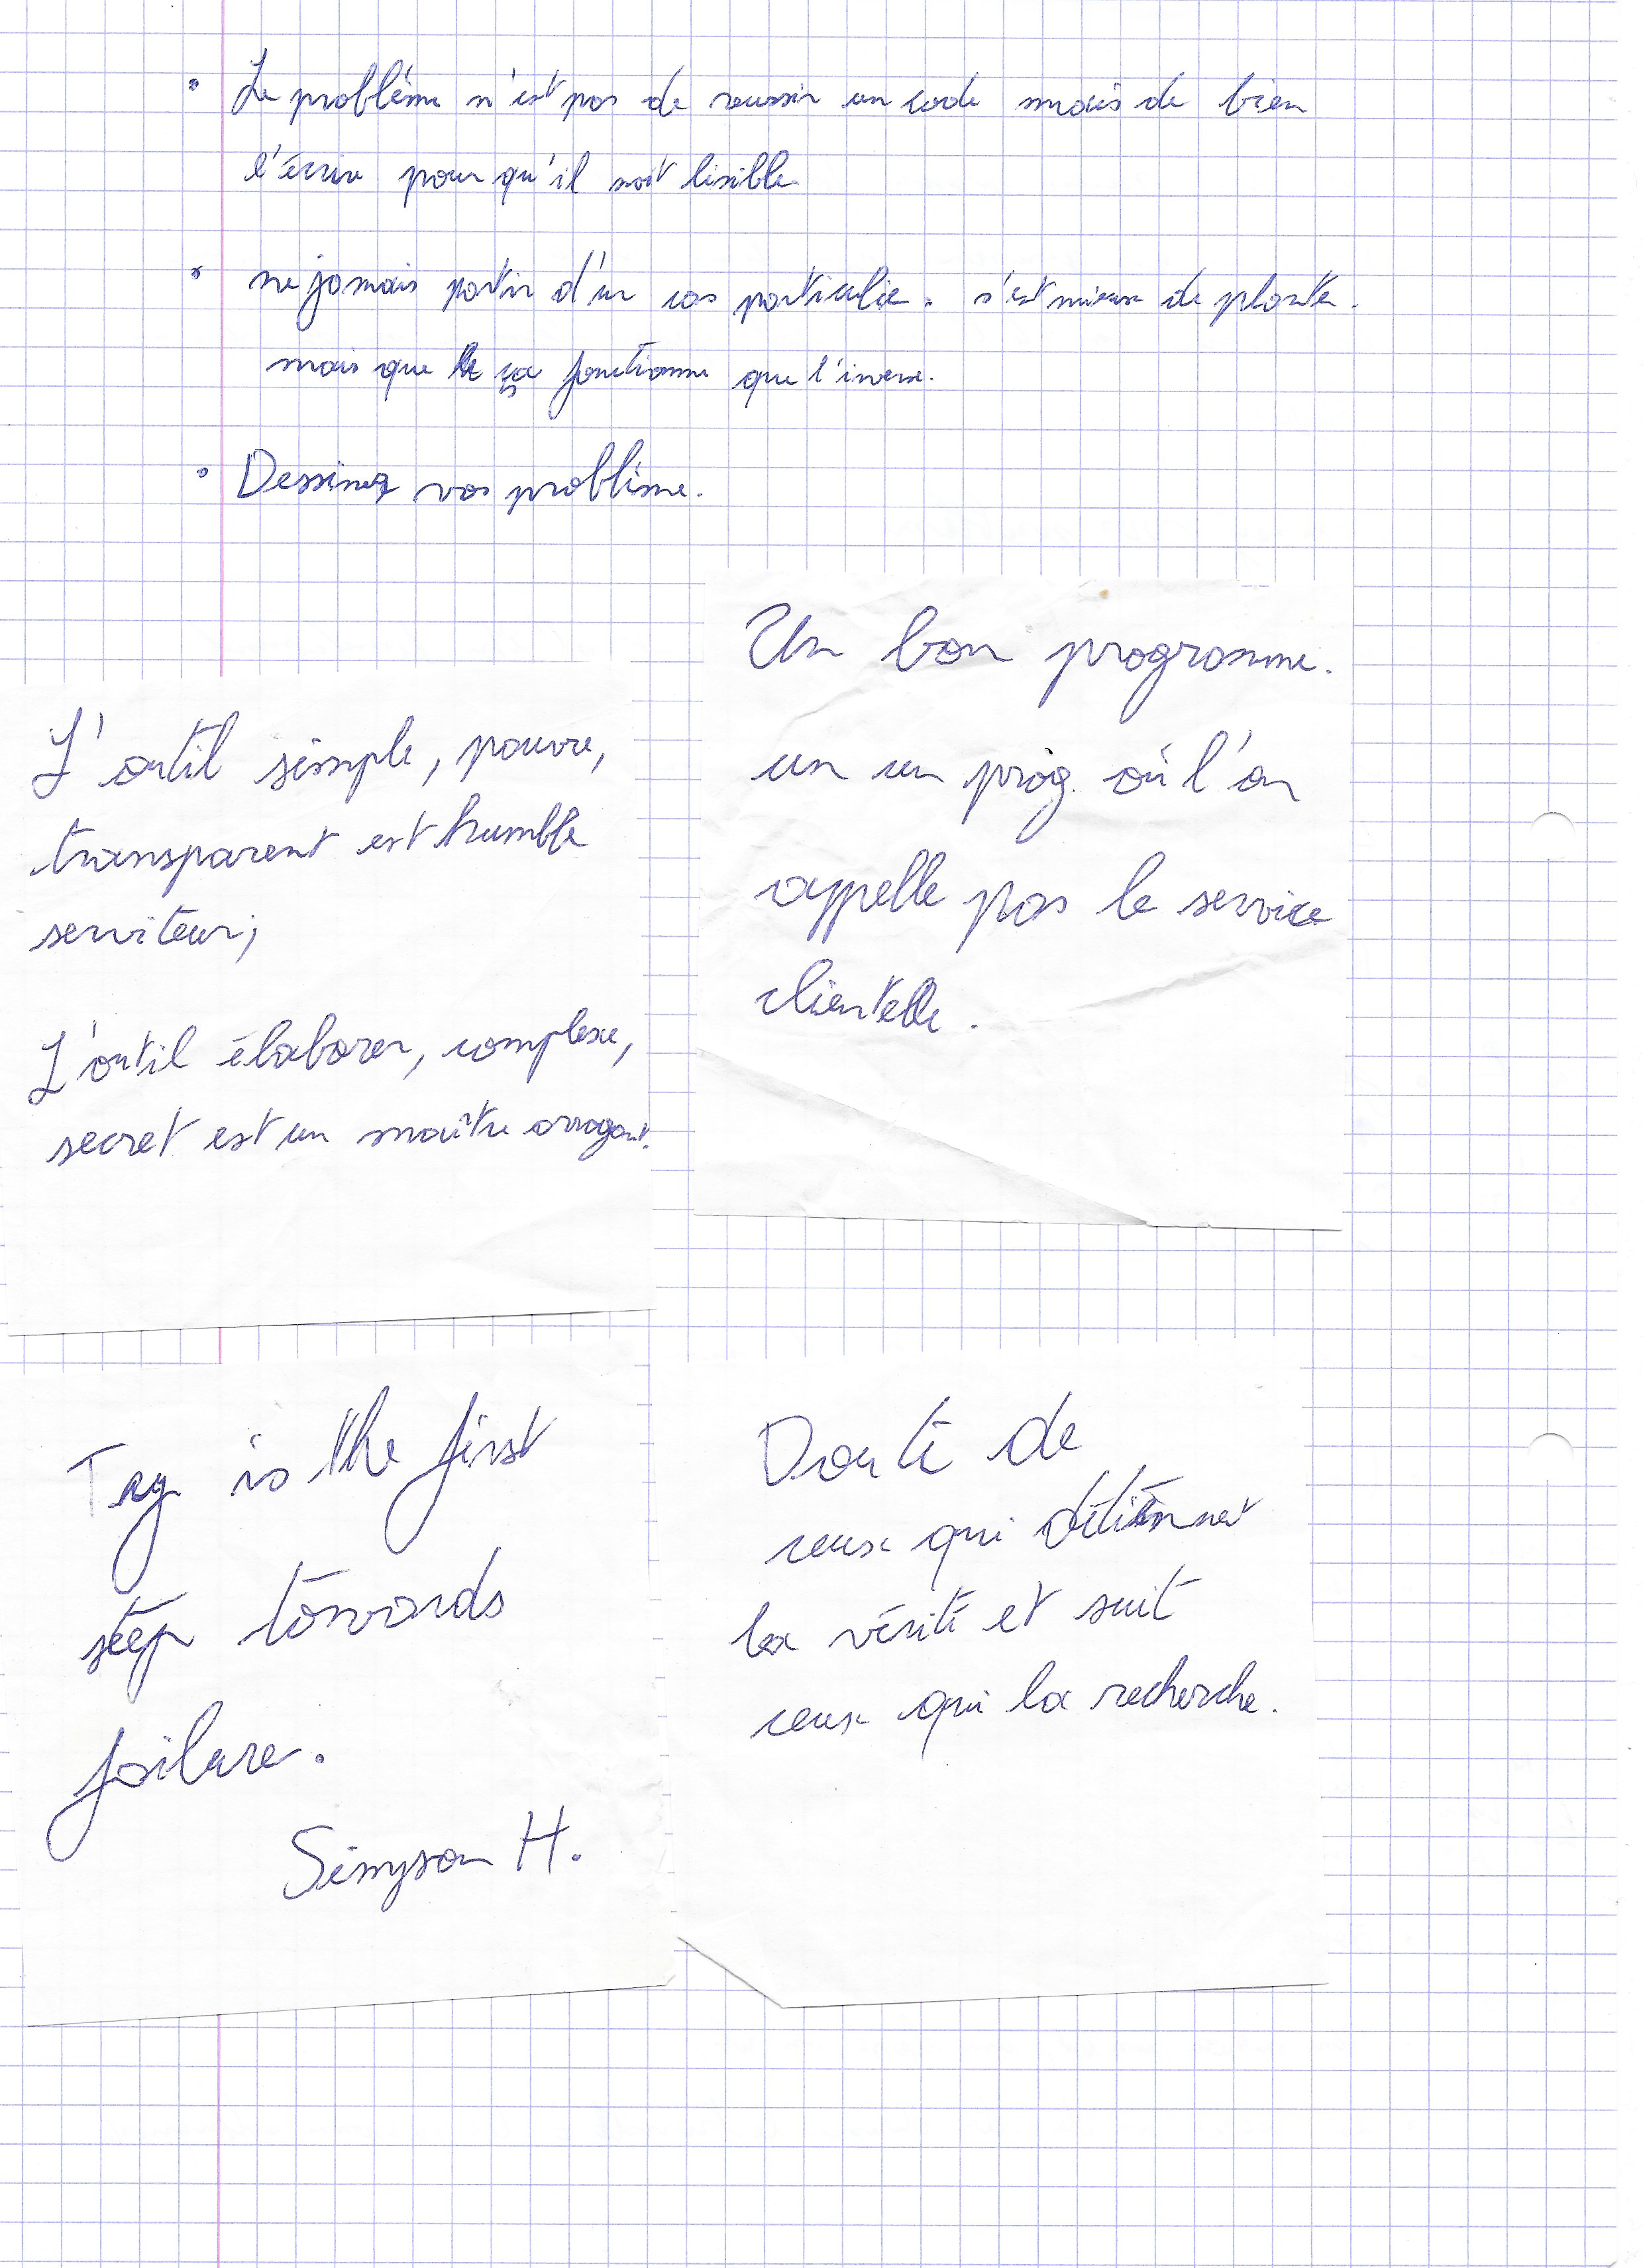 • Le problème n'est pas de reussir un code mais de bien
l'écrire pour qu'il soit lisible.
• ne jamais partir d'un cas particulie. s'est mieux de planter.
mais que ça fonctionne que l'inverse.
• Dessinez vos problème.
Un bon programme.
un un prog. où l'on
appelle pas le service
clientelle.
L'outil simple, pauvre,
transparent est humble
serviteur;
L'outil élaborer, complexe,
secret est un maître arrogant.
Try is the first
step towards
failure.
Simpson H.
Doute de
ceux qui détiennet
la vérité et suit
ceux qui la recherche.